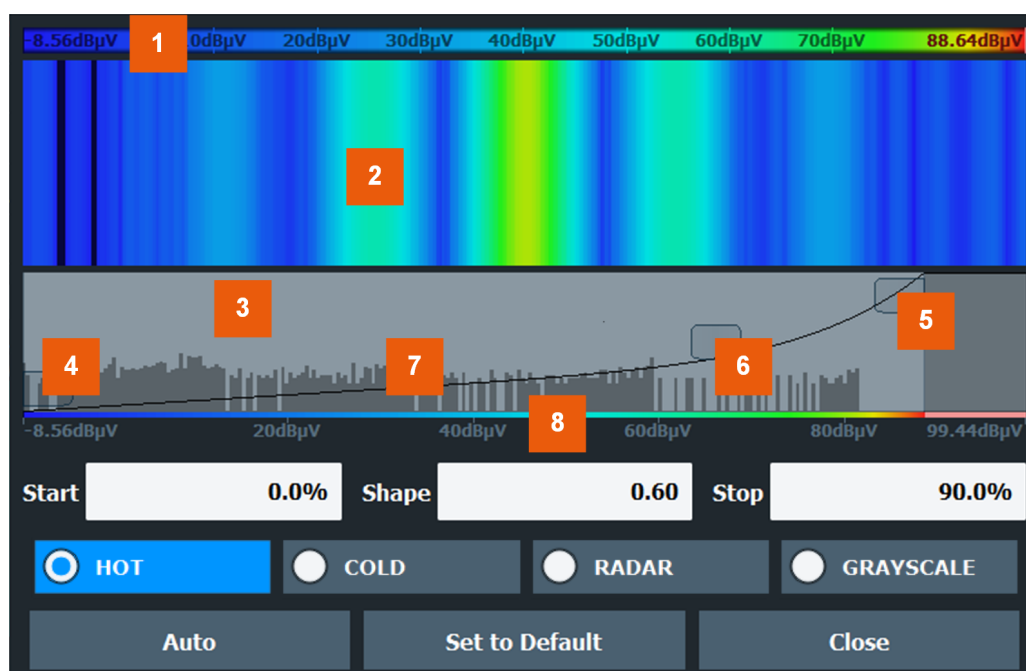 -8.56dBµV 1 0dBµV 20dBµV 30dBµV 40dBµV 50dBµV 60dBµV 70dBµV 88.64dBµV
2
3
5
4 7 6
8
-8.56dBµV 20dBµV 40dBµV 60dBµV 80dBµV 99.44dBµV
Start 0.0% Shape 0.60 Stop 90.0%
HOT COLD RADAR GRAYSCALE
Auto Set to Default Close